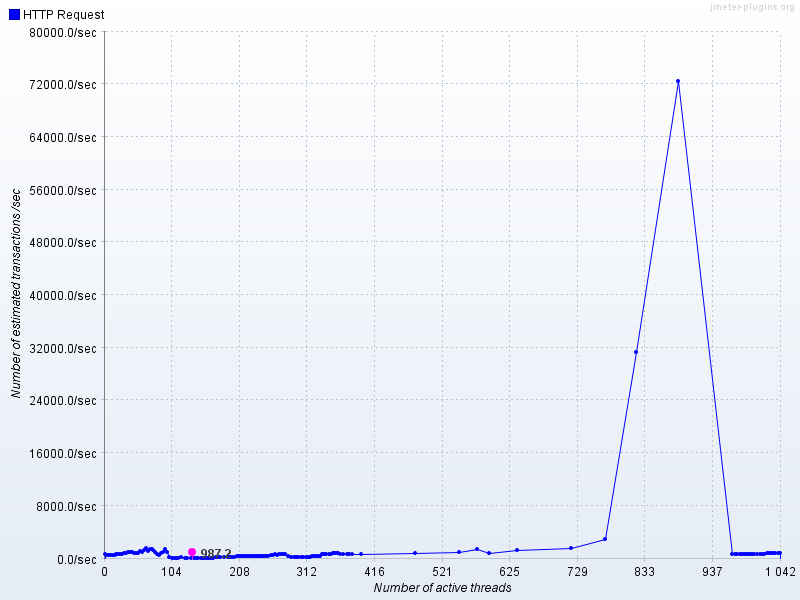 jmeter-plugins.org
HTTP Request
80000.0/sec
72000.0/sec
64000.0/sec
56000.0/sec
48000.0/sec
40000.0/sec
32000.0/sec
24000.0/sec
16000.0/sec
8000.0/sec
0.0/sec
Number of estimated transactions /sec
987.2
0 104 208 312 416 521 625 729 833 937 1 042
Number of active threads